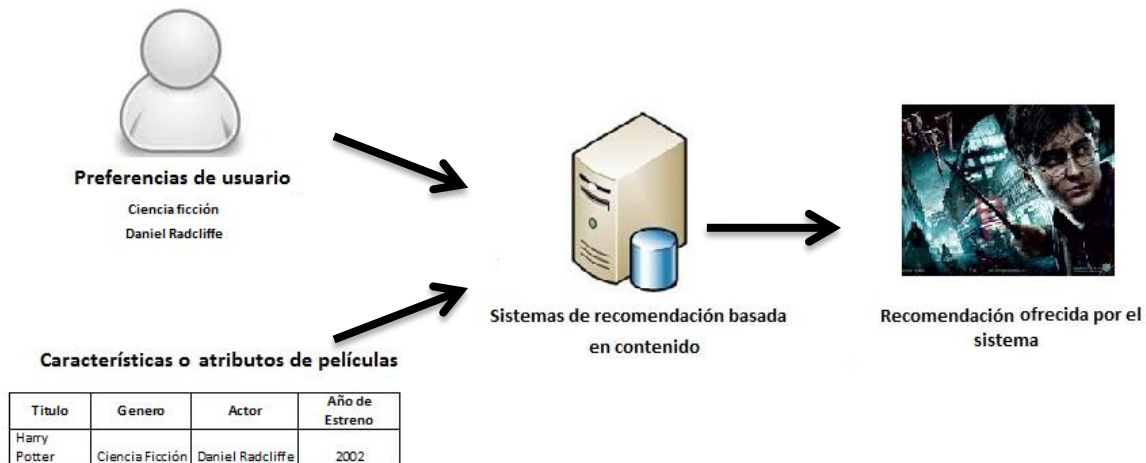 Preferencias de usuario
Ciencia ficción
Daniel Radcliffe
Características o atributos de películas
Titulo Genero Actor Año de Estreno
Harry Potter Ciencia Ficción Daniel Radcliffe 2002
Sistemas de recomendación basada
en contenido
Recomendación ofrecida por el
sistema